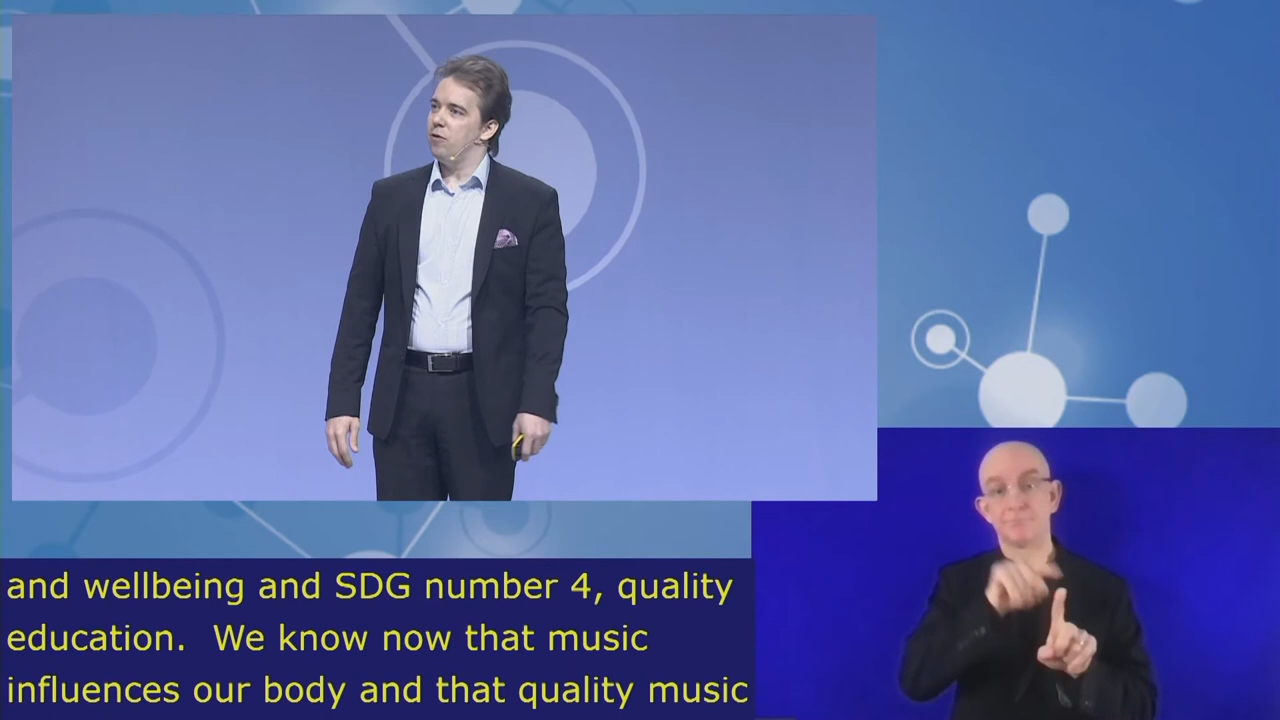 and wellbeing and SDG number 4, quality
education.  We know now that music
influences our body and that quality music